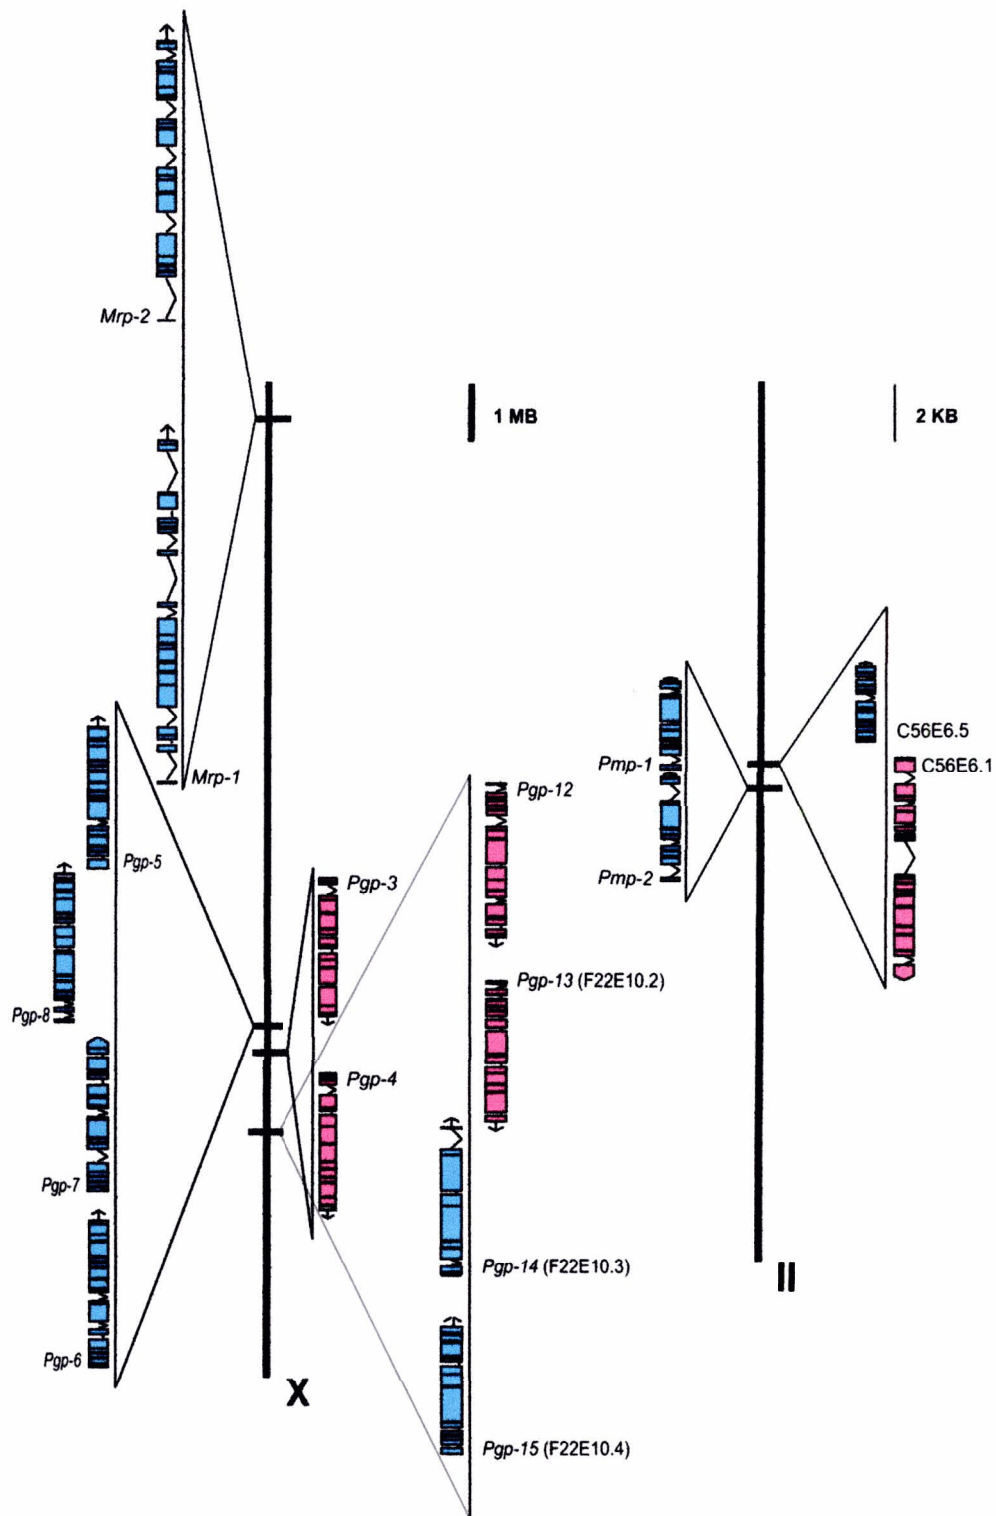 Mrp-2
1 MB
2 KB
C56E6.5
Pmp-1
C56E6.1
Mrp-1
Pgp-12
Pgp-5
Pmp-2
Pgp-3
Pgp-13 (F22E10.2)
Pgp-8
Pgp-4
Pgp-7
Pgp-14 (F22E10.3)
II
Pgp-6
X
Pgp-15 (F22E10.4)